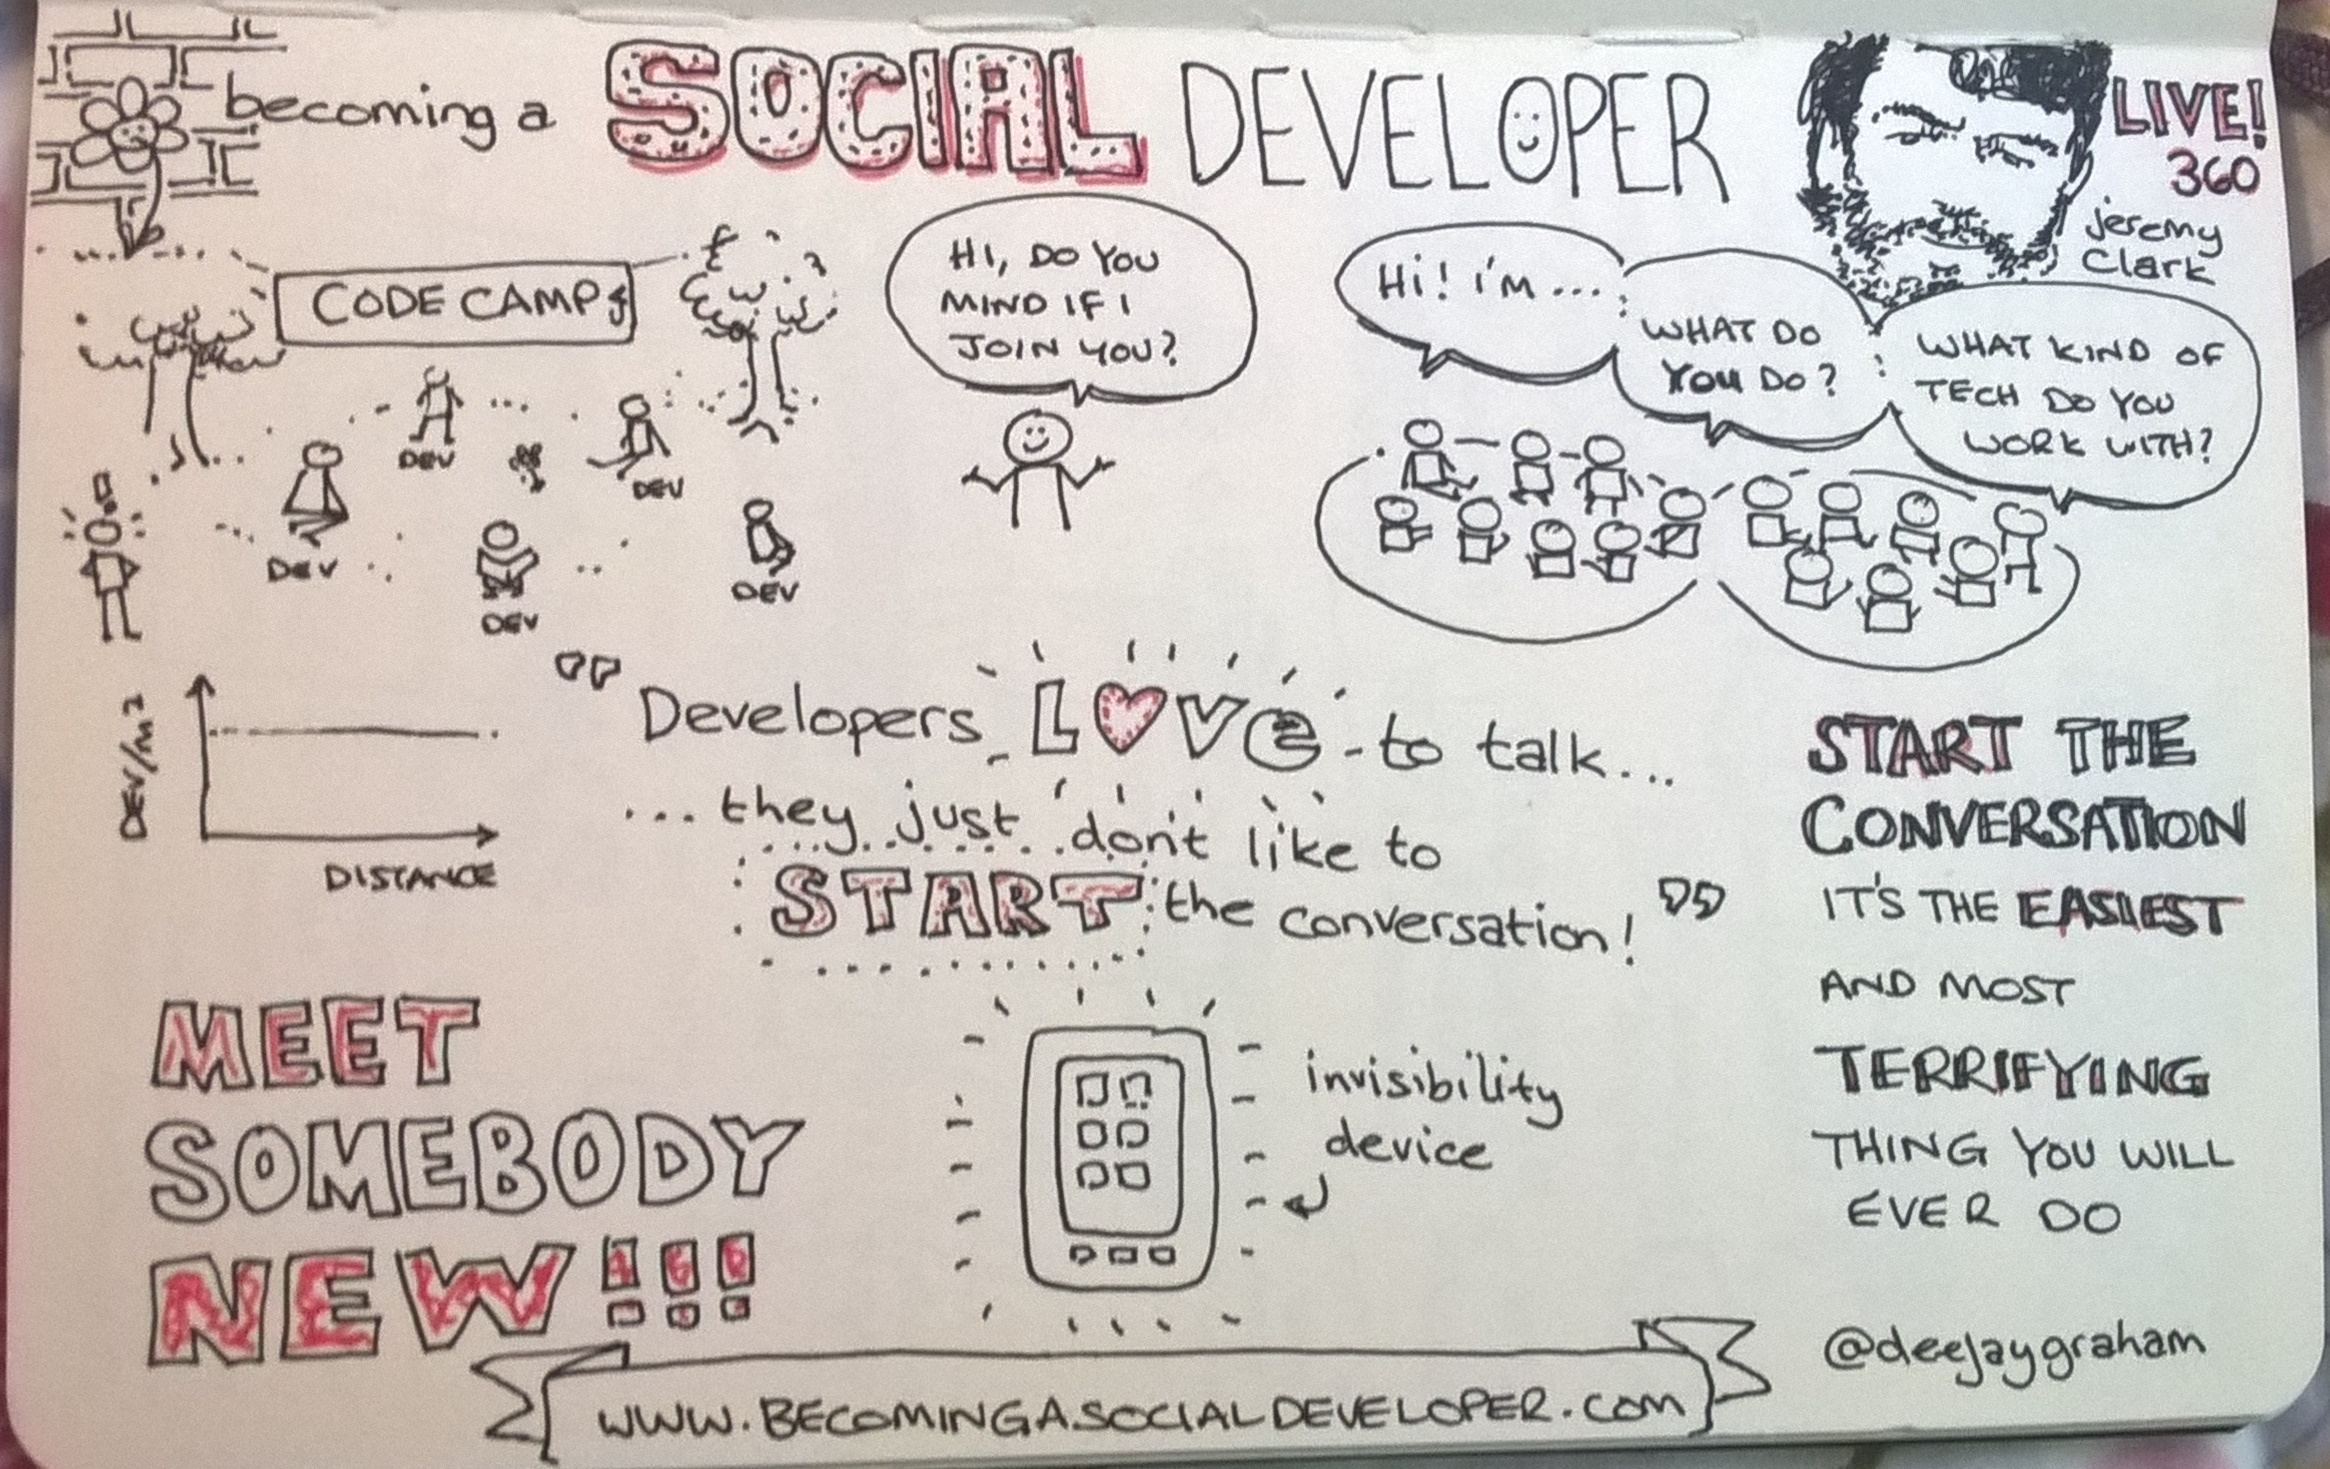 becoming a SOCIAL DEVELOPER
LIVE!
360
jeremy
Clark
CODE CAMP
DEV
DEV
DEV
DEV
DEV
HI, DO YOU
MIND IF I
JOIN YOU?
Hi! I'M ...
WHAT DO
YOU DO?
WHAT KIND OF
TECH DO YOU
WORK WITH?
DEV/m²
DISTANCE
"Developers LOVE to talk...
... they just don't like to
START the conversation!"
START THE
CONVERSATION
IT'S THE EASIEST
AND MOST
TERRIFYING
THING YOU WILL
EVER DO
MEET
SOMEBODY
NEW!!!
invisibility
device
@deejaygraham
WWW.BECOMINGASOCIALDEVELOPER.COM